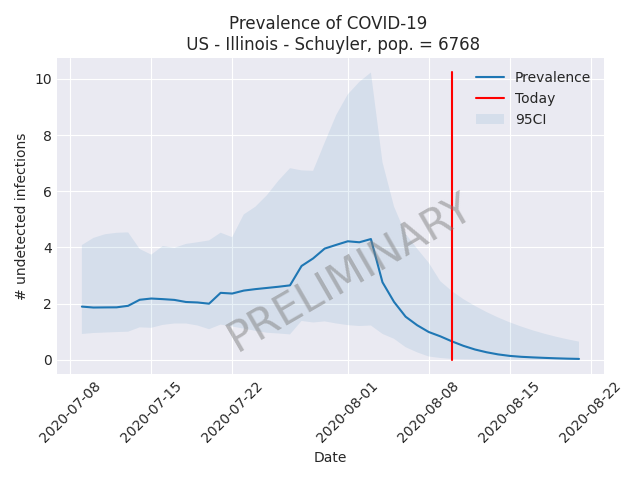 Prevalence of COVID-19
US - Illinois - Schuyler, pop. = 6768
10
8
6
4
2
0
# undetected infections
Prevalence
Today
95CI
PRELIMINARY
2020-07-08
2020-07-15
2020-07-22
2020-08-01
2020-08-08
2020-08-15
2020-08-22
Date